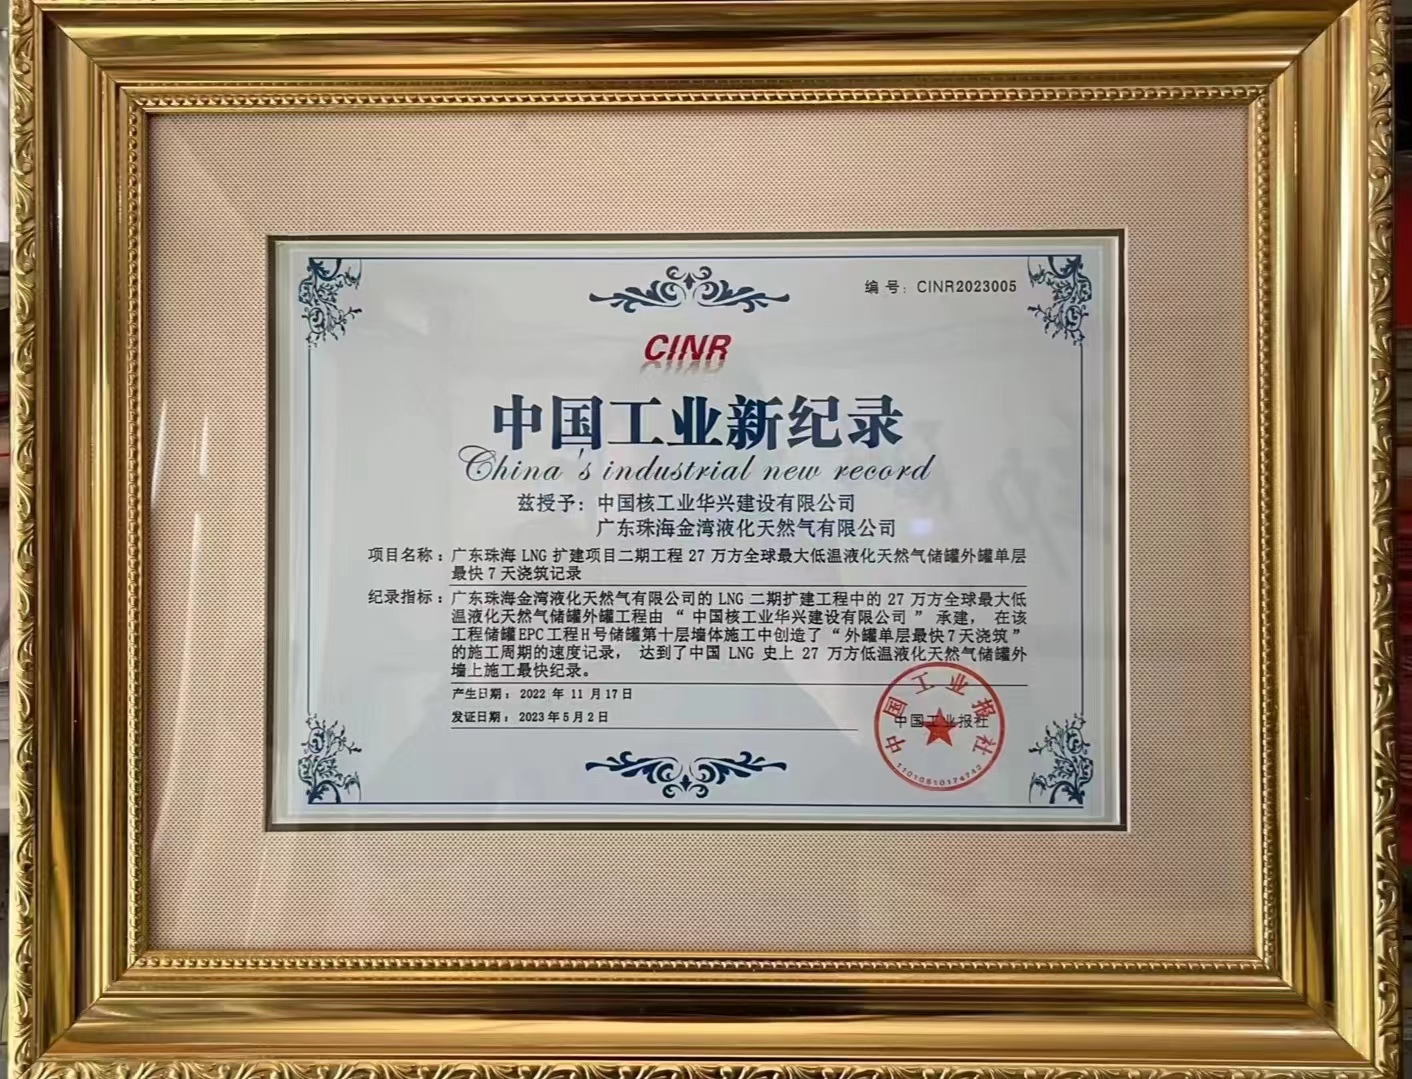 编 号：CINR2023005
CINR
中国工业新纪录
China 's industrial new record
兹授予：中国核工业华兴建设有限公司
广东珠海金湾液化天然气有限公司
项目名称：广东珠海 LNG 扩建项目二期工程 27 万方全球最大低温液化天然气储罐外罐单层
最快 7 天浇筑记录
纪录指标：广东珠海金湾液化天然气有限公司的 LNG 二期扩建工程中的 27 万方全球最大低
温液化天然气储罐外罐工程由 “ 中国核工业华兴建设有限公司 ” 承建， 在该
工程储罐EPC工程H号储罐第十层墙体施工中创造了 “ 外罐单层最快7天浇筑 ”
的施工周期的速度记录， 达到了中国 LNG 史上 27 万方低温液化天然气储罐外
墙上施工最快纪录。
产生日期： 2022 年 11 月17日
发证日期： 2023年5月2日
中国工业报社
中国工业报社